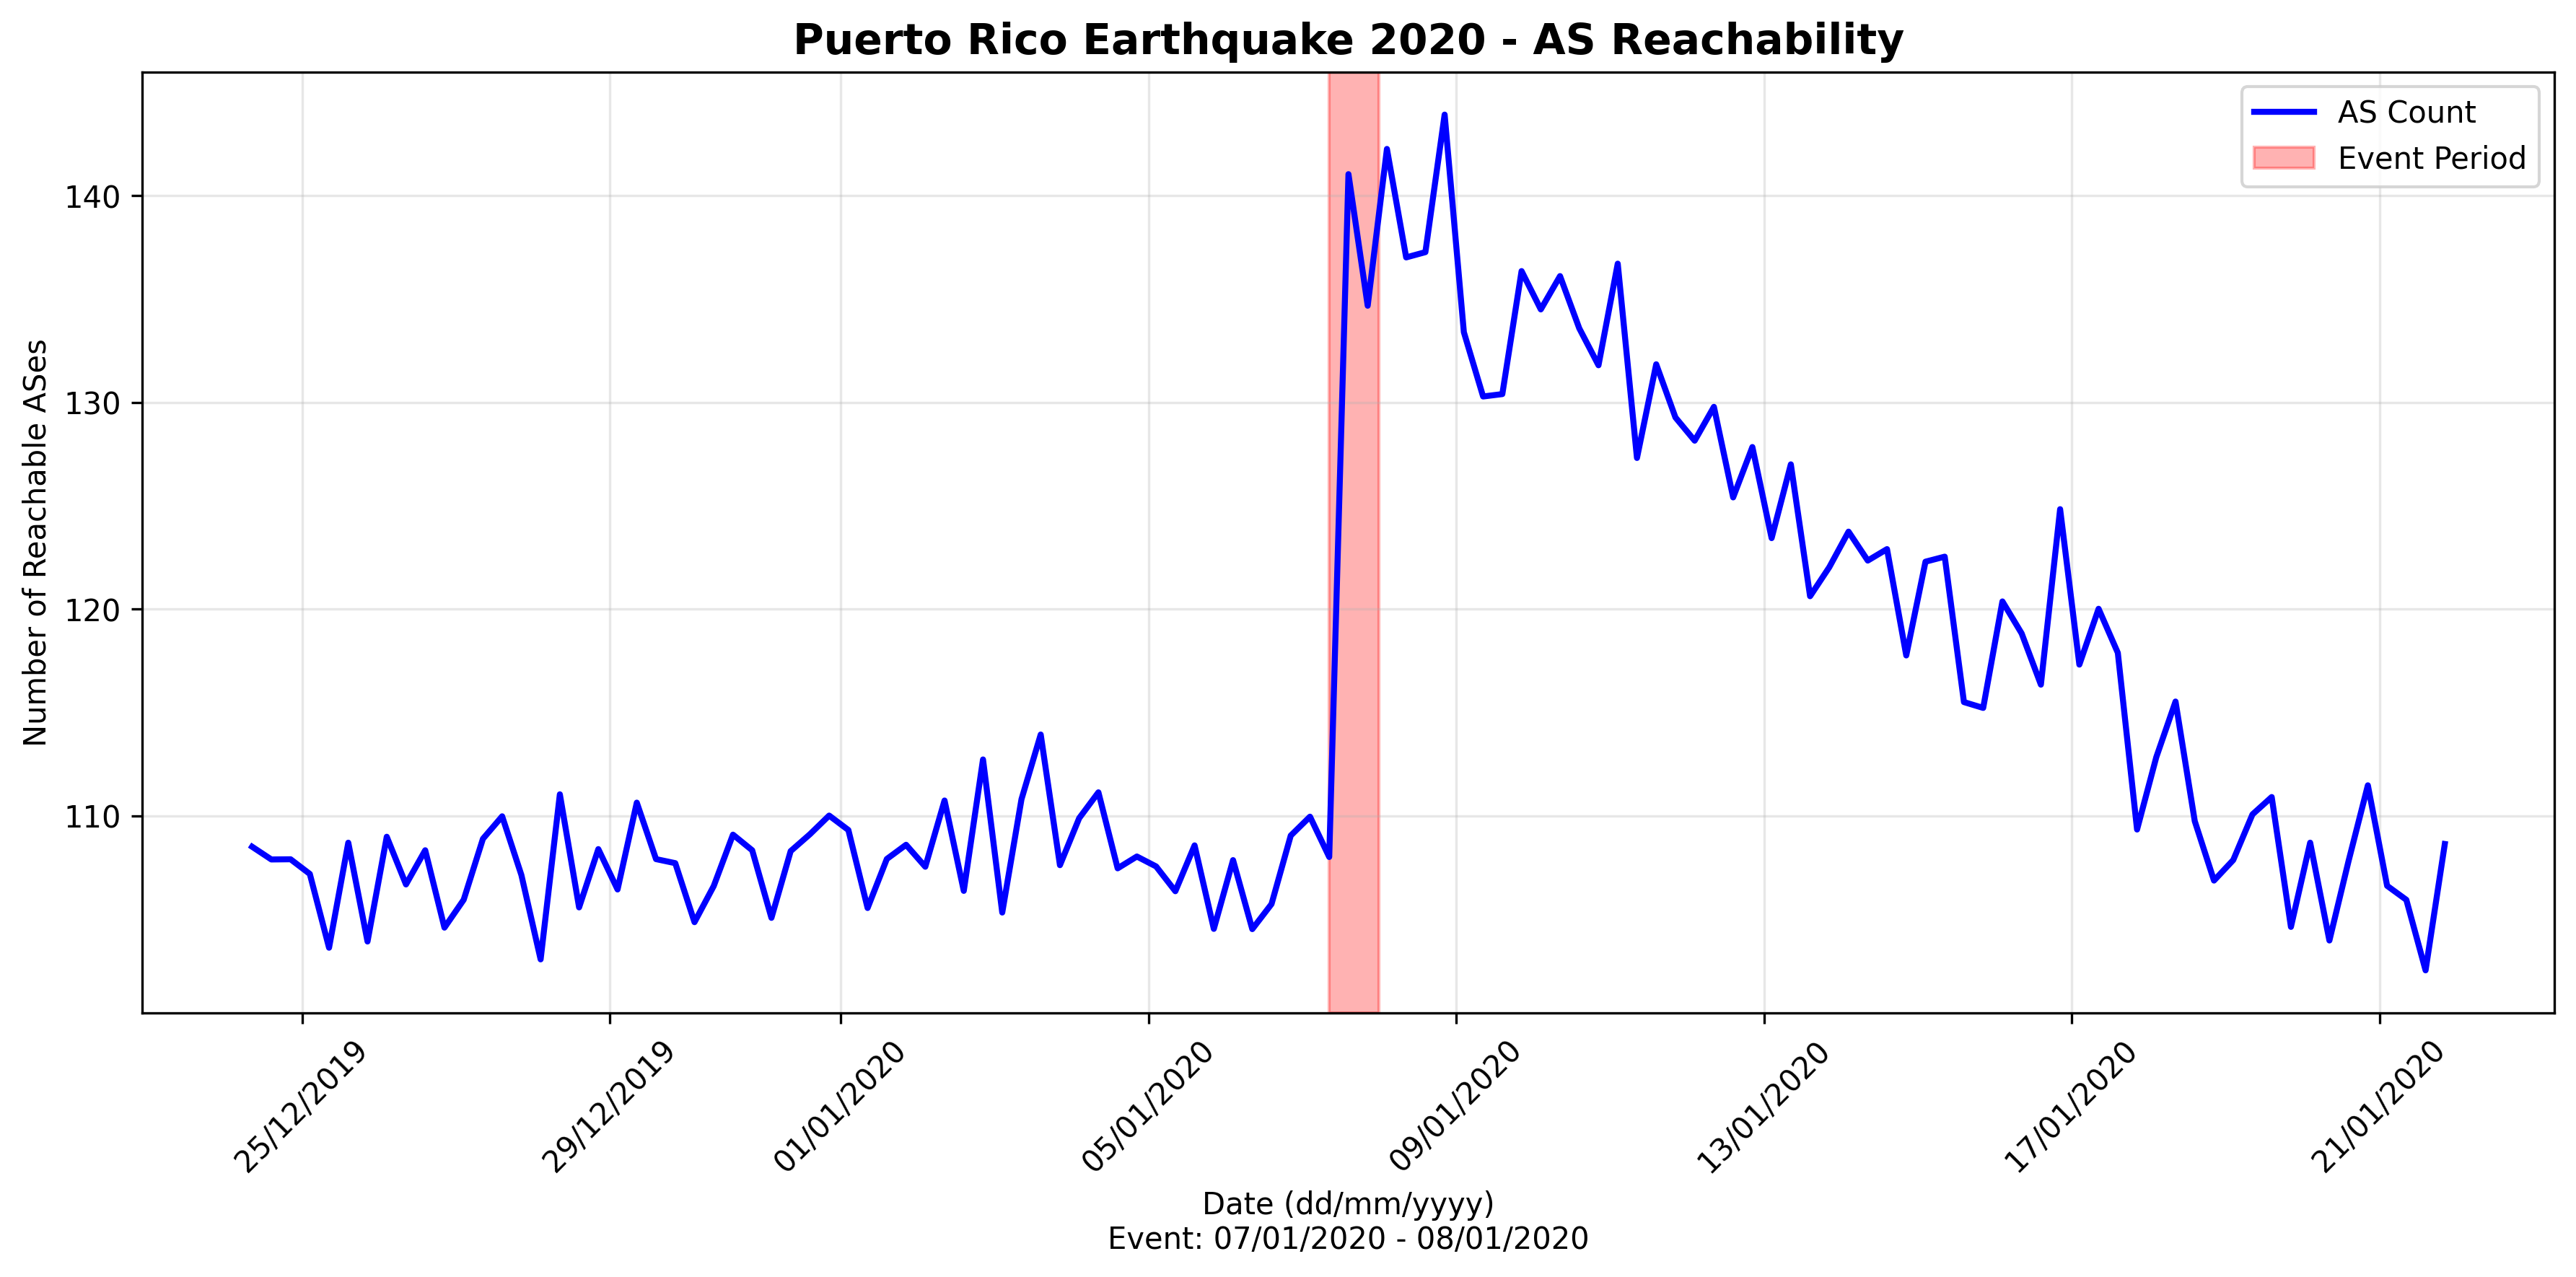 Puerto Rico Earthquake 2020 - AS Reachability
AS Count
Event Period
Number of Reachable ASes
140
130
120
110
25/12/2019
29/12/2019
01/01/2020
05/01/2020
09/01/2020
13/01/2020
17/01/2020
21/01/2020
Date (dd/mm/yyyy)
Event: 07/01/2020 - 08/01/2020